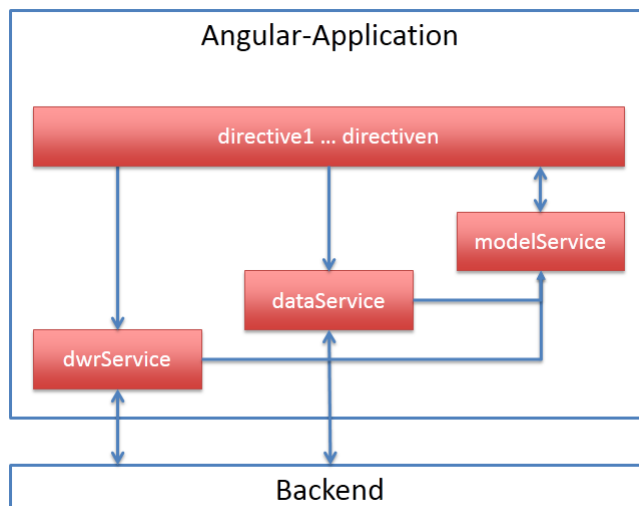 Angular-Application
directive1 ... directiven
modelService
dataService
dwrService
Backend